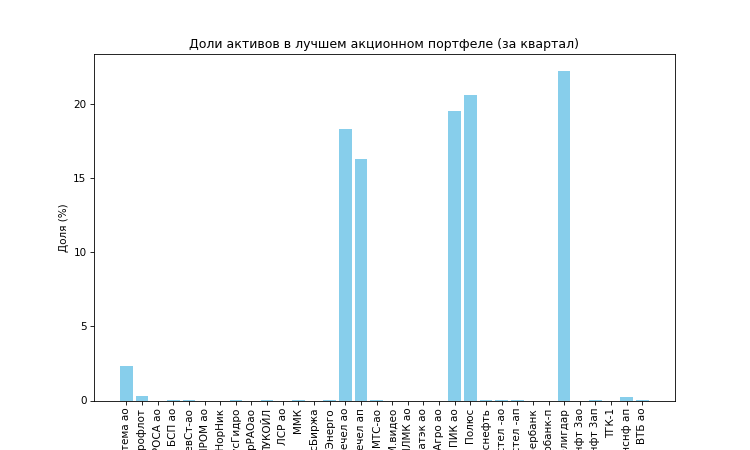 Доли активов в лучшем акционном портфеле (за квартал)
Доля (%)
20
15
10
5
0
тема ао
рофлот
РОСА ао
БСП ао
евСт-ао
ПРОМ ао
НорНик
сГидро
рРАОао
ЛУКОЙЛ
ЛСР ао
ММК
сБиржа
Энерго
ечел ао
ечел ап
МТС-ао
М.видео
ЛМК ао
атэк ао
Агро ао
ПИК ао
Полюс
снефть
стел -ао
стел -ап
ербанк
рбанк-п
лигдар
нфт 3ао
нфт 3ап
ТГК-1
нснф ап
ВТБ ао